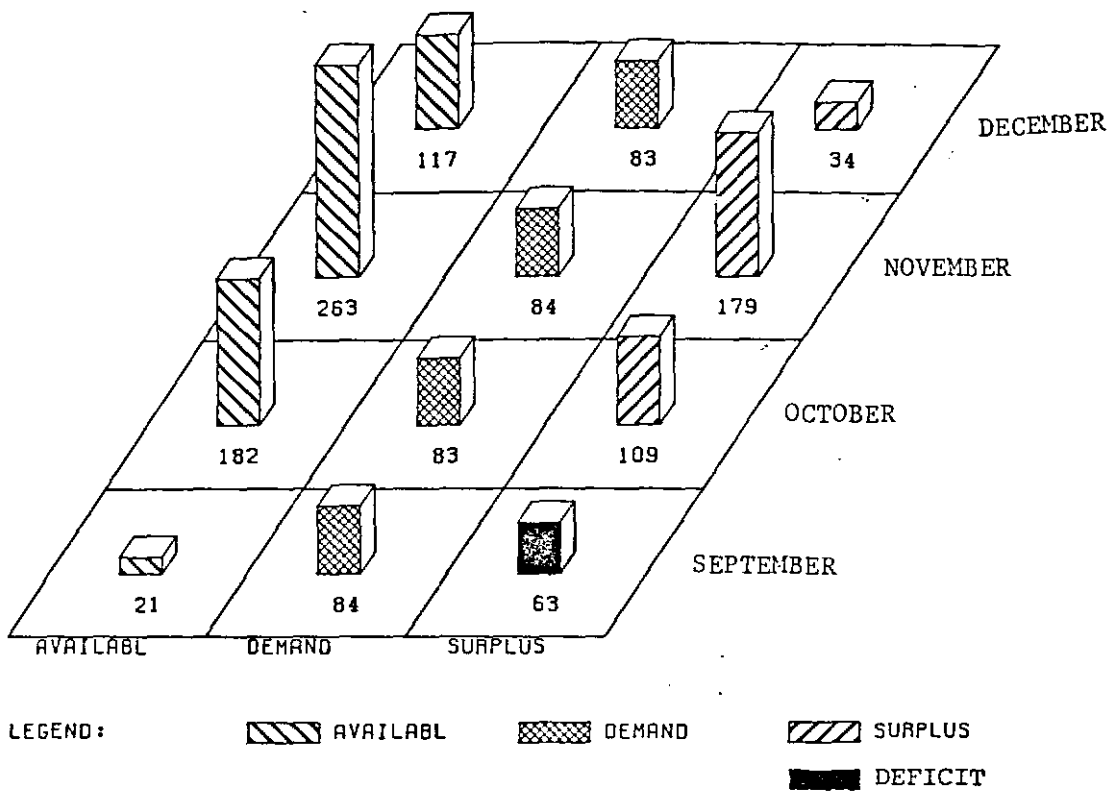 117 83 34 DECEMBER
263 84 179 NOVEMBER
182 83 109 OCTOBER
21 84 63 SEPTEMBER
AVAILABL DEMAND SURPLUS
LEGEND: AVAILABL DEMAND SURPLUS
DEFICIT